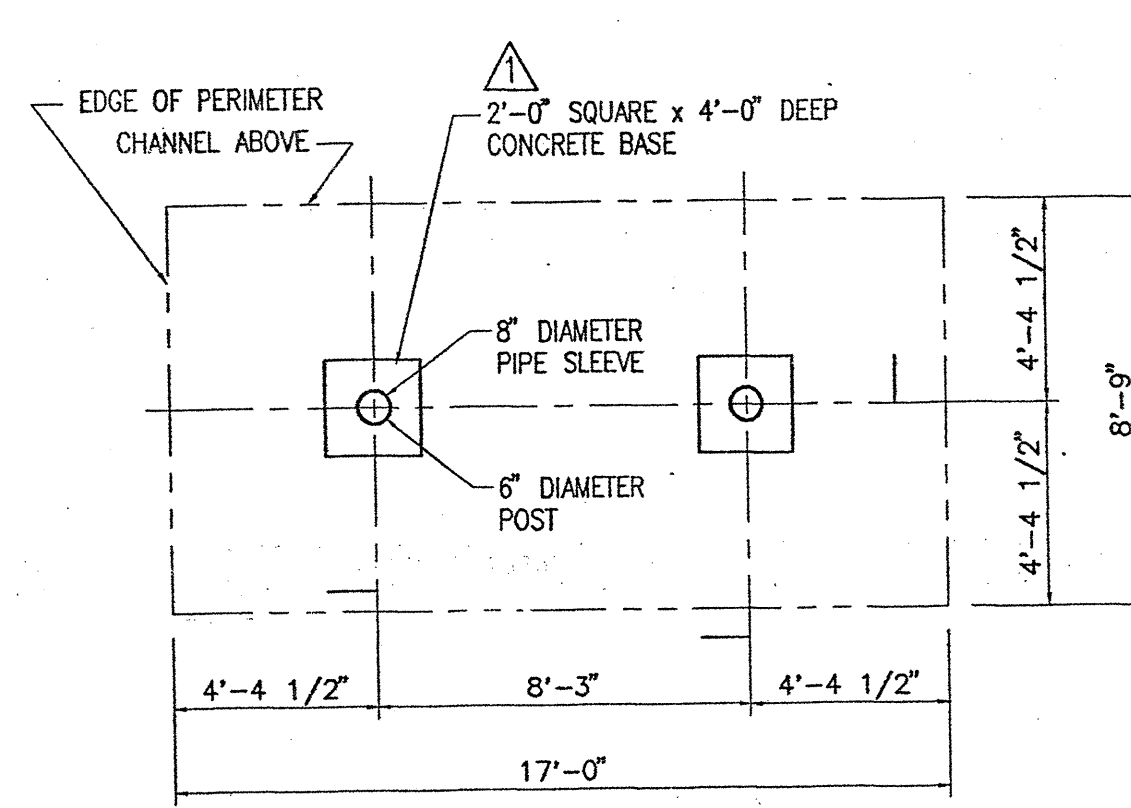 1
EDGE OF PERIMETER
CHANNEL ABOVE
2'-0" SQUARE x 4'-0" DEEP
CONCRETE BASE
8" DIAMETER
PIPE SLEEVE
6" DIAMETER
POST
4'-4 1/2"
4'-4 1/2"
8'-9"
4'-4 1/2"
8'-3"
4'-4 1/2"
17'-0"